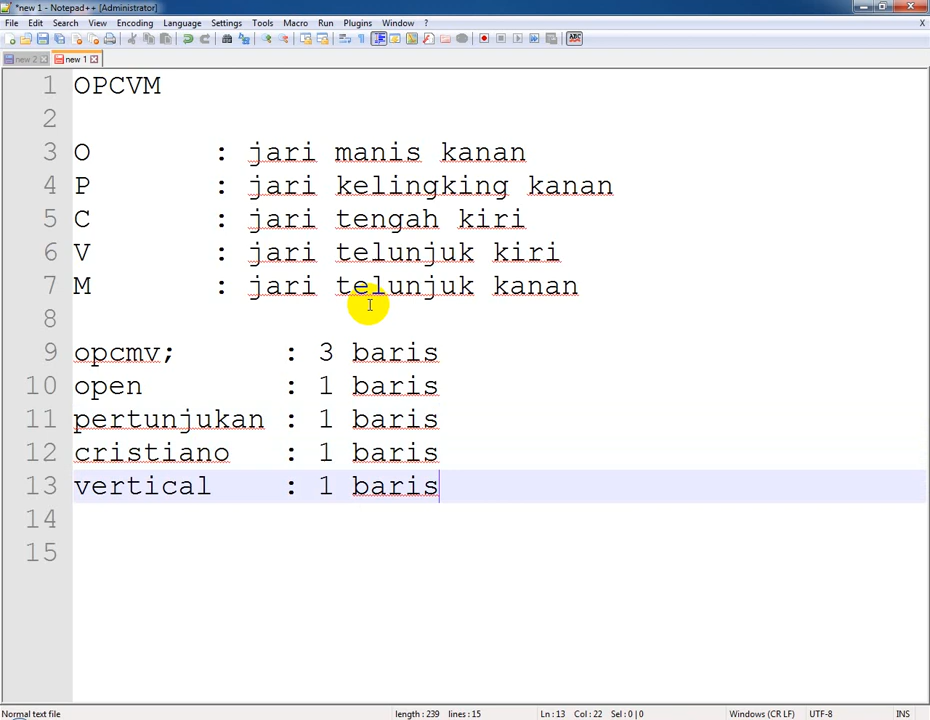 *new 1 - Notepad++ [Administrator]
File Edit Search View Encoding Language Settings Tools Macro Run Plugins Window ? X
new 2 new 1
1 OPCVM
2
3 O : jari manis kanan
4 P : jari kelingking kanan
5 C : jari tengah kiri
6 V : jari telunjuk kiri
7 M : jari telunjuk kanan
8
9 opcmv; : 3 baris
10 open : 1 baris
11 pertunjukan : 1 baris
12 cristiano : 1 baris
13 vertical : 1 baris
14
15
Normal text file length : 239 lines : 15 Ln : 13 Col : 22 Sel : 0 | 0 Windows (CR LF) UTF-8 INS